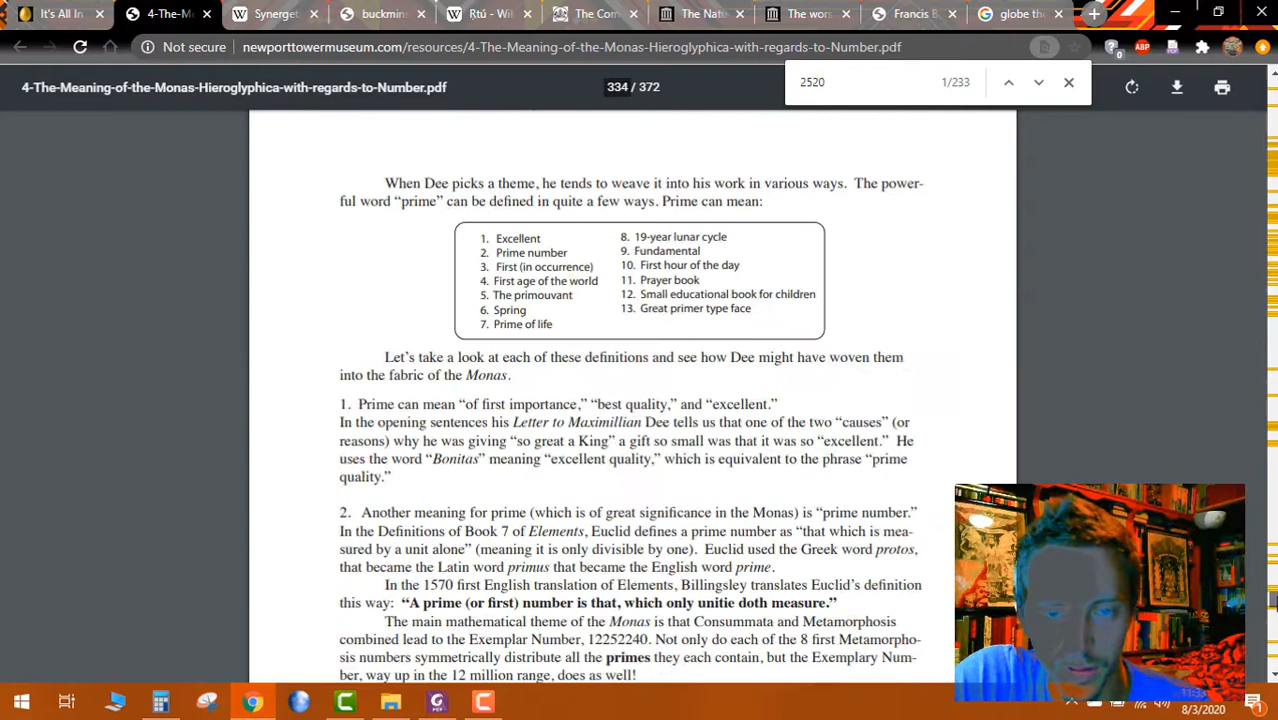 It's All In
4-The-M
Synerget
buckmins
Ṛtú - Wik
The Com
The Natu
The wors
Francis B
globe the
Not secure
newporttowermuseum.com/resources/4-The-Meaning-of-the-Monas-Hieroglyphica-with-regards-to-Number.pdf
0
ABP
4-The-Meaning-of-the-Monas-Hieroglyphica-with-regards-to-Number.pdf
334 / 372
2520
1/233
When Dee picks a theme, he tends to weave it into his work in various ways. The power-
ful word “prime” can be defined in quite a few ways. Prime can mean:
1. Excellent
2. Prime number
3. First (in occurrence)
4. First age of the world
5. The primouvant
6. Spring
7. Prime of life
8. 19-year lunar cycle
9. Fundamental
10. First hour of the day
11. Prayer book
12. Small educational book for children
13. Great primer type face
Let’s take a look at each of these definitions and see how Dee might have woven them
into the fabric of the Monas.
1. Prime can mean “of first importance,” “best quality,” and “excellent.”
In the opening sentences his Letter to Maximillian Dee tells us that one of the two “causes” (or
reasons) why he was giving “so great a King” a gift so small was that it was so “excellent.” He
uses the word “Bonitas” meaning “excellent quality,” which is equivalent to the phrase “prime
quality.”
2. Another meaning for prime (which is of great significance in the Monas) is “prime number.”
In the Definitions of Book 7 of Elements, Euclid defines a prime number as “that which is mea-
sured by a unit alone” (meaning it is only divisible by one). Euclid used the Greek word protos,
that became the Latin word primus that became the English word prime.
In the 1570 first English translation of Elements, Billingsley translates Euclid’s definition
this way: “A prime (or first) number is that, which only unitie doth measure.”
The main mathematical theme of the Monas is that Consummata and Metamorphosis
combined lead to the Exemplar Number, 12252240. Not only do each of the 8 first Metamorpho-
sis numbers symmetrically distribute all the primes they each contain, but the Exemplary Num-
ber, way up in the 12 million range, does as well!
8/3/2020
1